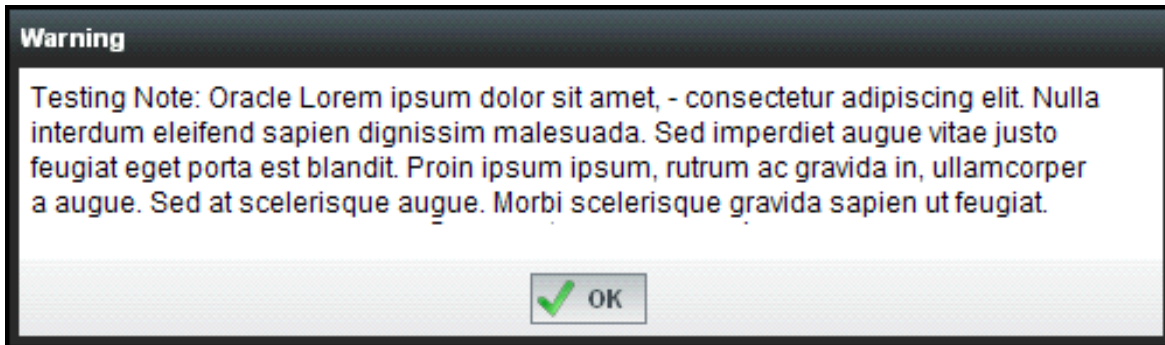 Warning
Testing Note: Oracle Lorem ipsum dolor sit amet, - consectetur adipiscing elit. Nulla
interdum eleifend sapien dignissim malesuada. Sed imperdiet augue vitae justo
feugiat eget porta est blandit. Proin ipsum ipsum, rutrum ac gravida in, ullamcorper
a augue. Sed at scelerisque augue. Morbi scelerisque gravida sapien ut feugiat.
OK